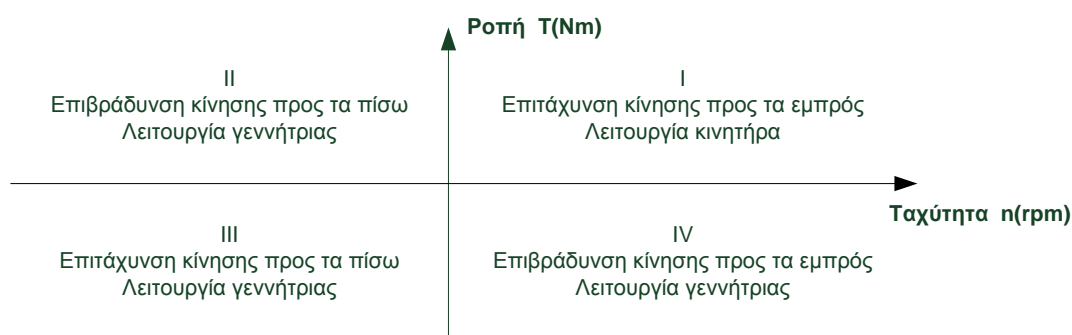 Ροπή T(Nm)
II
Επιβράδυνση κίνησης προς τα πίσω
Λειτουργία γεννήτριας
I
Επιτάχυνση κίνησης προς τα εμπρός
Λειτουργία κινητήρα
Ταχύτητα n(rpm)
III
Επιτάχυνση κίνησης προς τα πίσω
Λειτουργία γεννήτριας
IV
Επιβράδυνση κίνησης προς τα εμπρός
Λειτουργία γεννήτριας